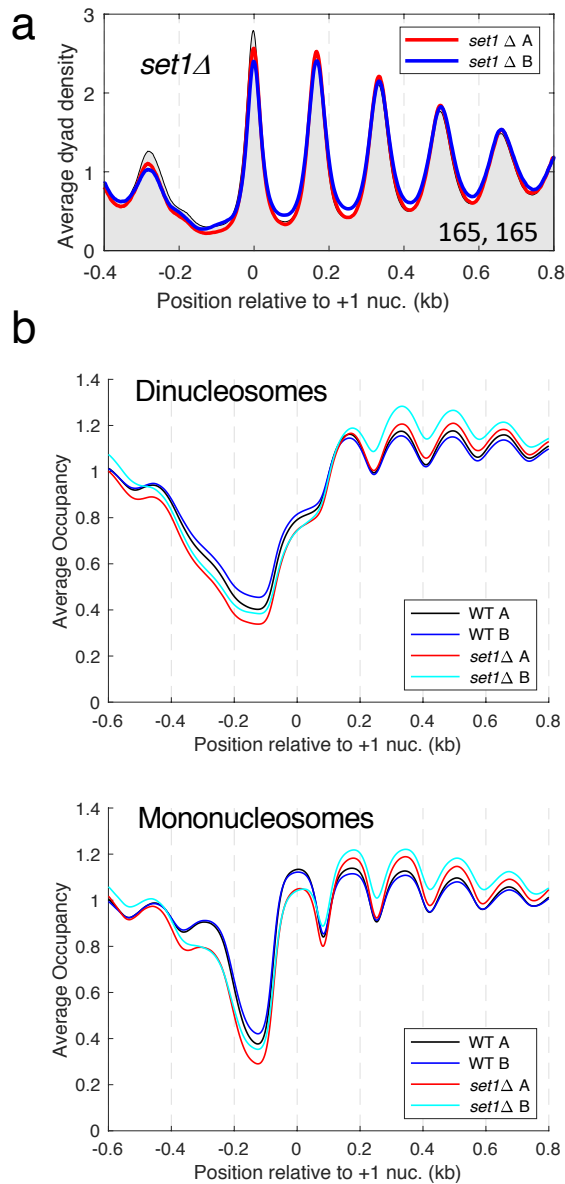 a
set1Δ
set1 Δ A
set1 Δ B
Average dyad density
3
2
1
0
165, 165
-0.4 -0.2 0 0.2 0.4 0.6 0.8
Position relative to +1 nuc. (kb)
b
Dinucleosomes
Average Occupancy
1.4
1.2
1
0.8
0.6
0.4
0.2
0
WT A
WT B
set1Δ A
set1Δ B
-0.6 -0.4 -0.2 0 0.2 0.4 0.6 0.8
Position relative to +1 nuc. (kb)
Mononucleosomes
Average Occupancy
1.4
1.2
1
0.8
0.6
0.4
0.2
0
WT A
WT B
set1Δ A
set1Δ B
-0.6 -0.4 -0.2 0 0.2 0.4 0.6 0.8
Position relative to +1 nuc. (kb)